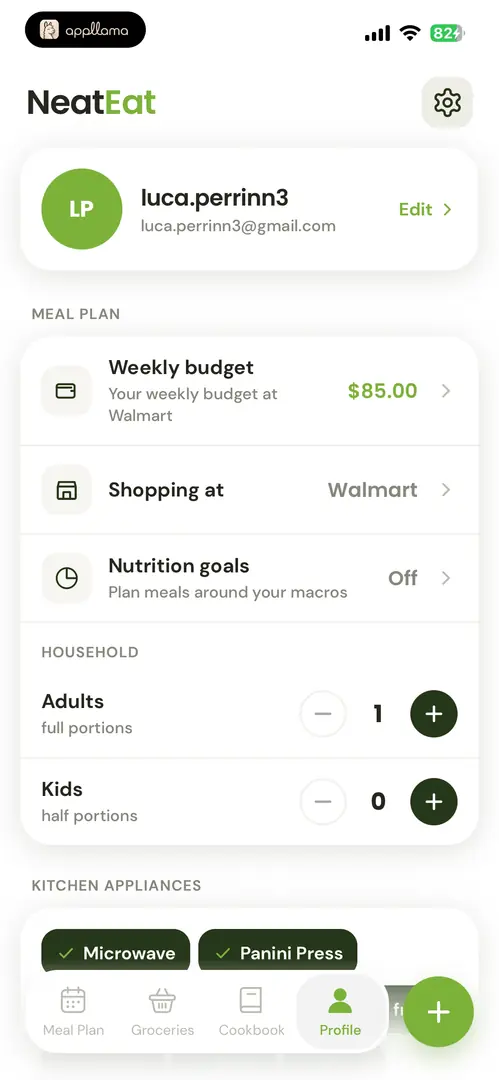 appllama
82
NeatEat
LP
luca.perrinn3
luca.perrinn3@gmail.com
Edit
MEAL PLAN
Weekly budget
Your weekly budget at
Walmart
$85.00
Shopping at
Walmart
Nutrition goals
Plan meals around your macros
Off
HOUSEHOLD
Adults
full portions
1
Kids
half portions
0
KITCHEN APPLIANCES
Microwave
Panini Press
Meal Plan
Groceries
Cookbook
Profile